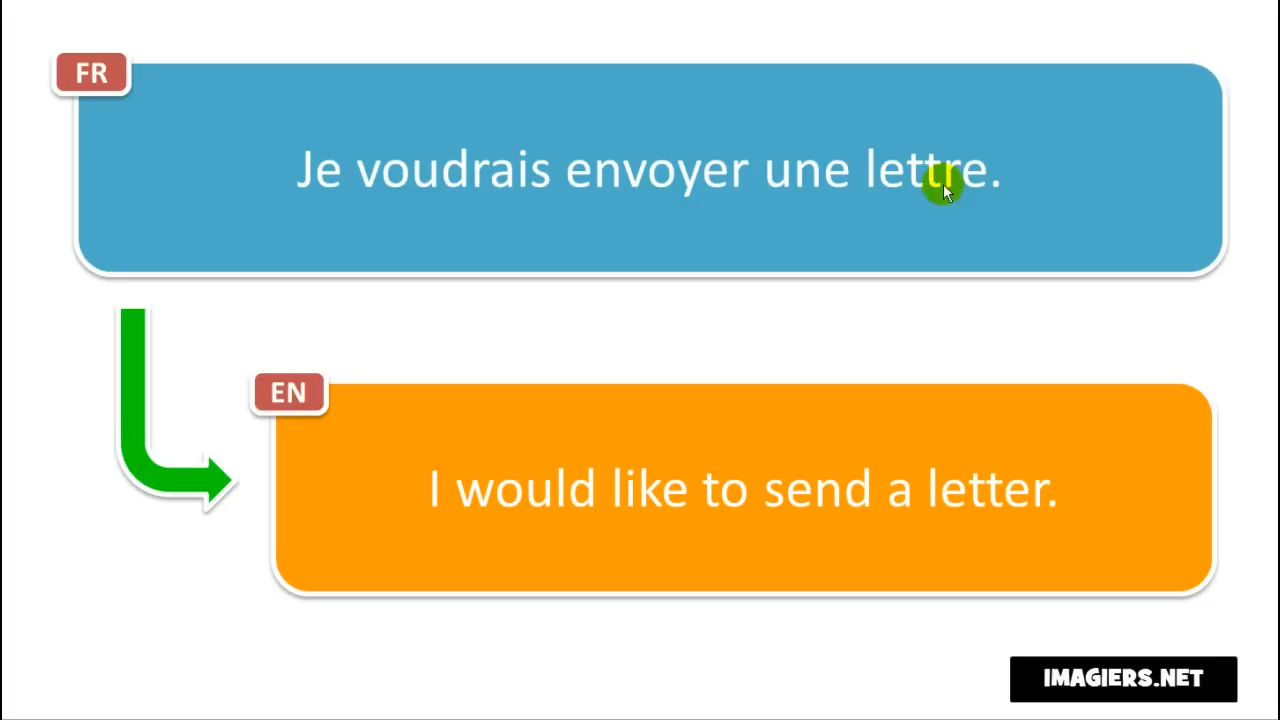 FR
Je voudrais envoyer une lettre.
EN
I would like to send a letter.
IMAGIERS.NET